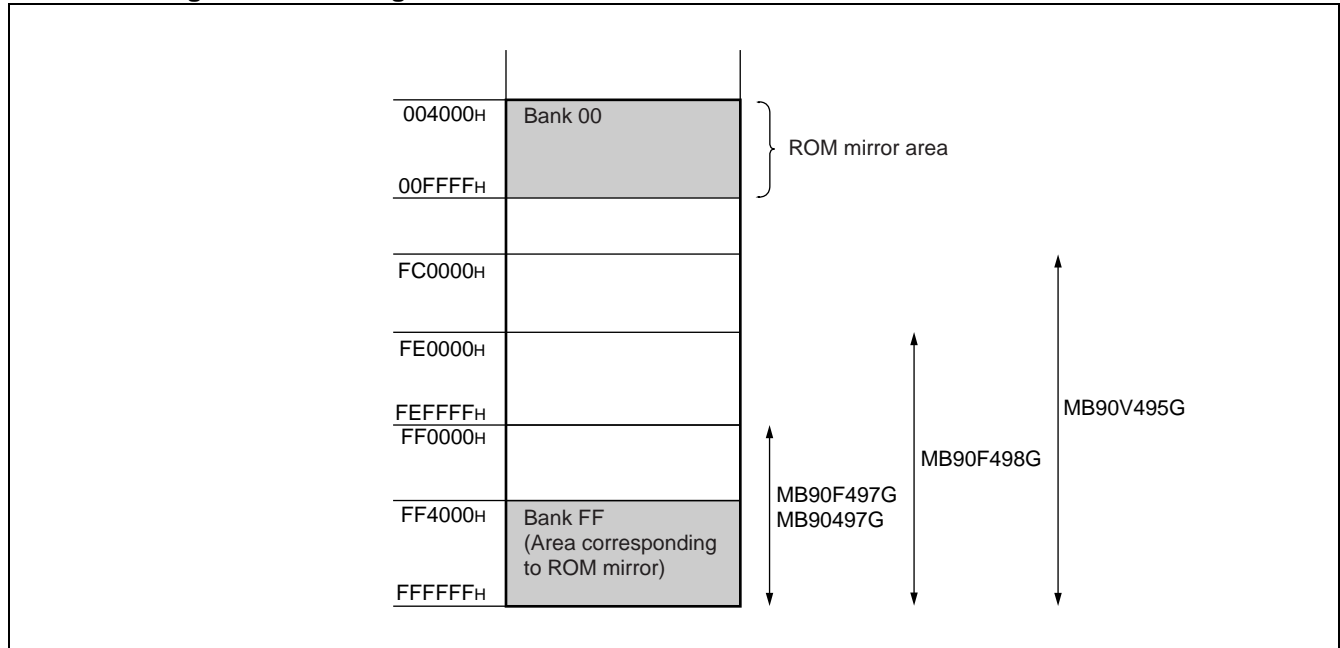 004000H
Bank 00
ROM mirror area
00FFFFH
FC0000H
FE0000H
FEFFFFH
MB90V495G
FF0000H
MB90F498G
MB90F497G
MB90497G
FF4000H
Bank FF
(Area corresponding
to ROM mirror)
FFFFFFH